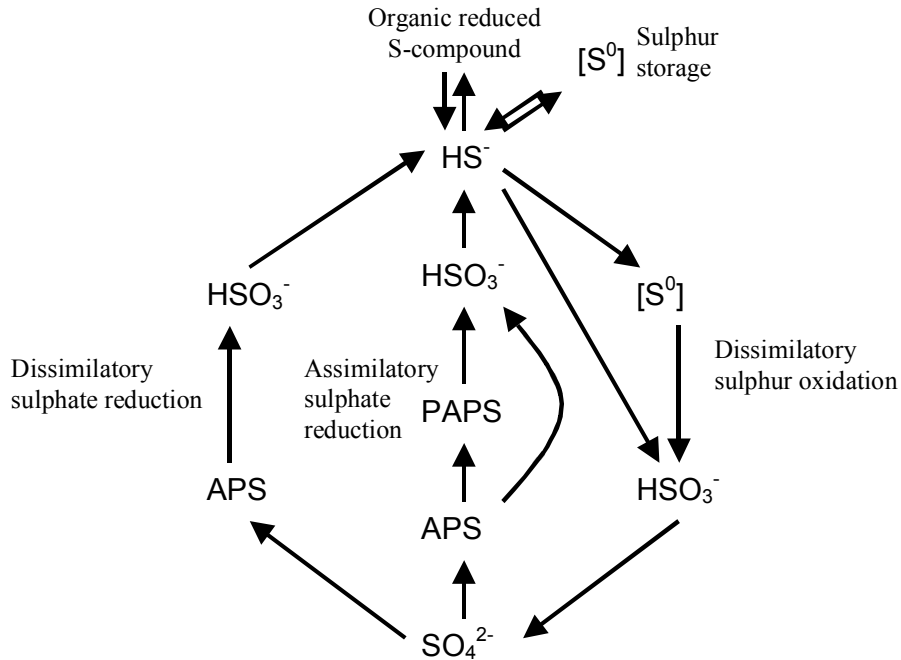 Organic reduced
S-compound
[S⁰] Sulphur
storage
HS⁻
HSO₃⁻
HSO₃⁻
[S⁰]
Dissimilatory
sulphate reduction
Assimilatory
sulphate
reduction
Dissimilatory
sulphur oxidation
PAPS
APS
HSO₃⁻
APS
SO₄²⁻